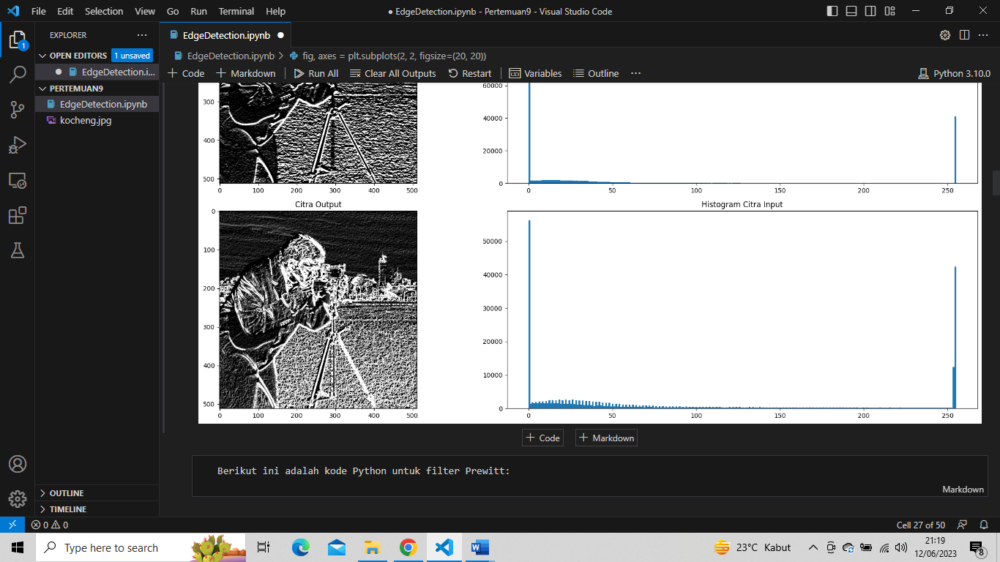 File Edit Selection View Go Run Terminal Help
● EdgeDetection.ipynb - Pertemuan9 - Visual Studio Code
EXPLORER
OPEN EDITORS 1 unsaved
EdgeDetection.i...
PERTEMUAN9
EdgeDetection.ipynb
kocheng.jpg
OUTLINE
TIMELINE
1
EdgeDetection.ipynb
EdgeDetection.ipynb > fig, axes = plt.subplots(2, 2, figsize=(20, 20))
+ Code + Markdown Run All Clear All Outputs Restart Variables Outline ...
Python 3.10.0
300
400
500
0 100 200 300 400 500
60000
40000
20000
0
0 50 100 150 200 250
Citra Output
0
100
200
300
400
500
0 100 200 300 400 500
Histogram Citra Input
50000
40000
30000
20000
10000
0
0 50 100 150 200 250
+ Code + Markdown
Berikut ini adalah kode Python untuk filter Prewitt:
Markdown
0 0
Cell 27 of 50
Type here to search
23°C Kabut
21:19
12/06/2023
8